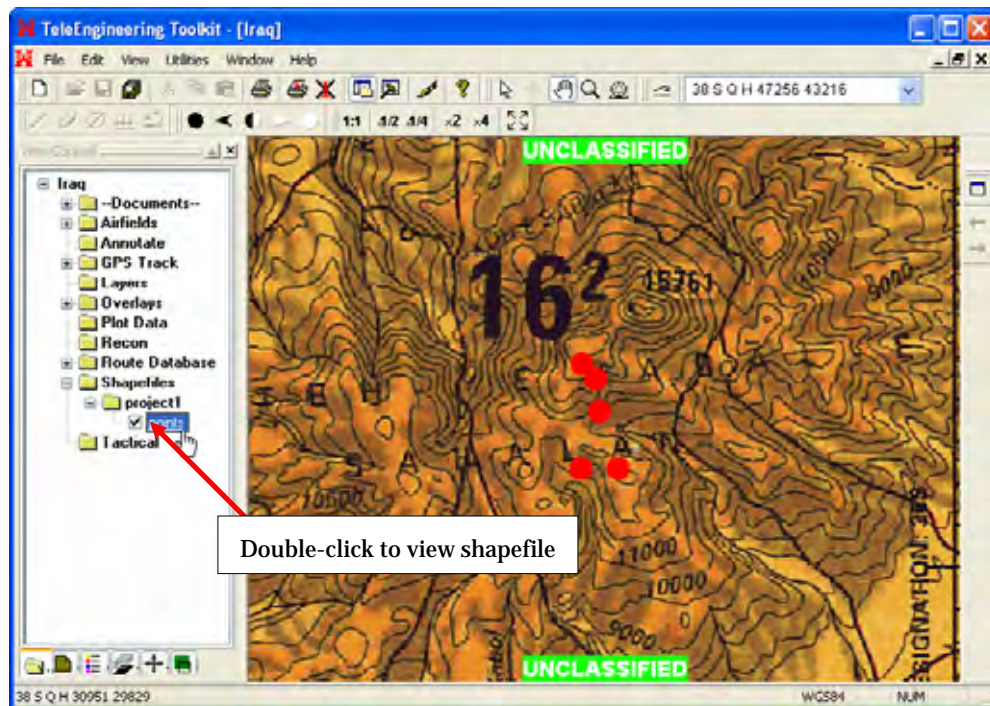 TeleEngineering Toolkit - [Iraq]
File Edit View Utilities Window Help
38 S Q H 47256 43216
1:1 1/2 1/4 x2 x4
Iraq
--Documents--
Airfields
Annotate
GPS Track
Layers
Overlays
Plot Data
Recon
Route Database
Shapefiles
project1
points
Tactical
UNCLASSIFIED
16²
15761
10500
9000
10500
11000
10000
9000
Double-click to view shapefile
UNCLASSIFIED
38 S Q H 30951 29829
WGS84 NUM